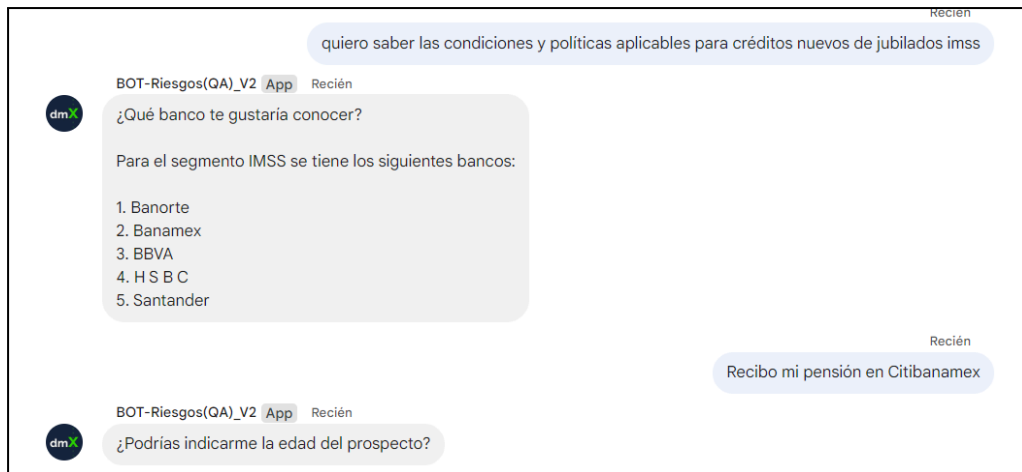 Recién
quiero saber las condiciones y políticas aplicables para créditos nuevos de jubilados imss
BOT-Riesgos(QA)_V2 App Recién
dmX
¿Qué banco te gustaría conocer?
Para el segmento IMSS se tiene los siguientes bancos:
1. Banorte
2. Banamex
3. BBVA
4. H S B C
5. Santander
Recién
Recibo mi pensión en Citibanamex
BOT-Riesgos(QA)_V2 App Recién
dmX
¿Podrías indicarme la edad del prospecto?